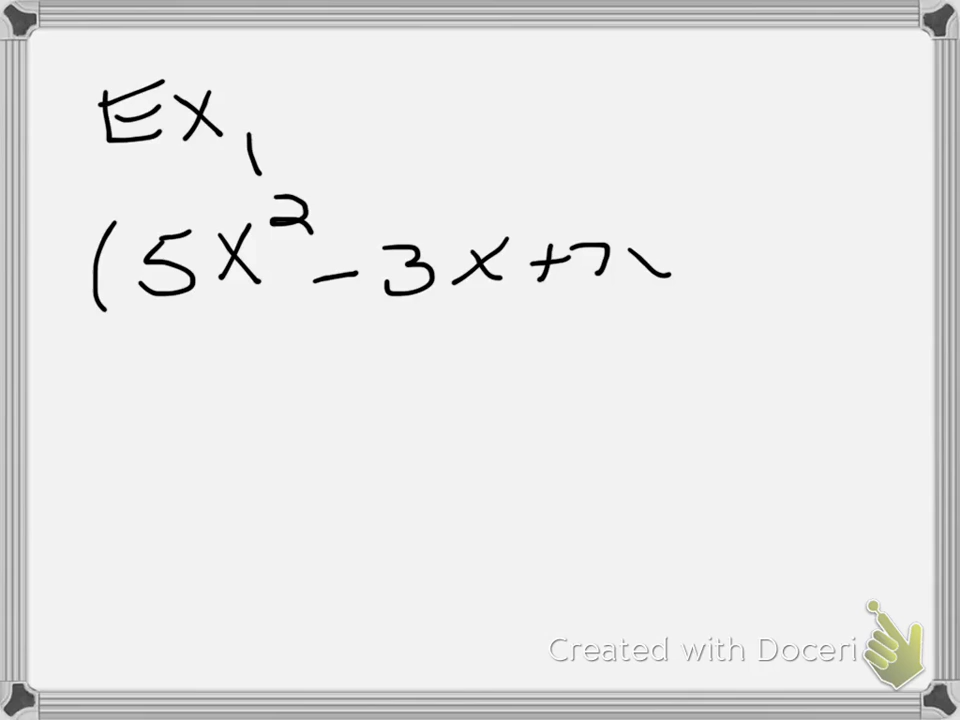 Ex 1
(5x² - 3x + 7
Created with Doceri